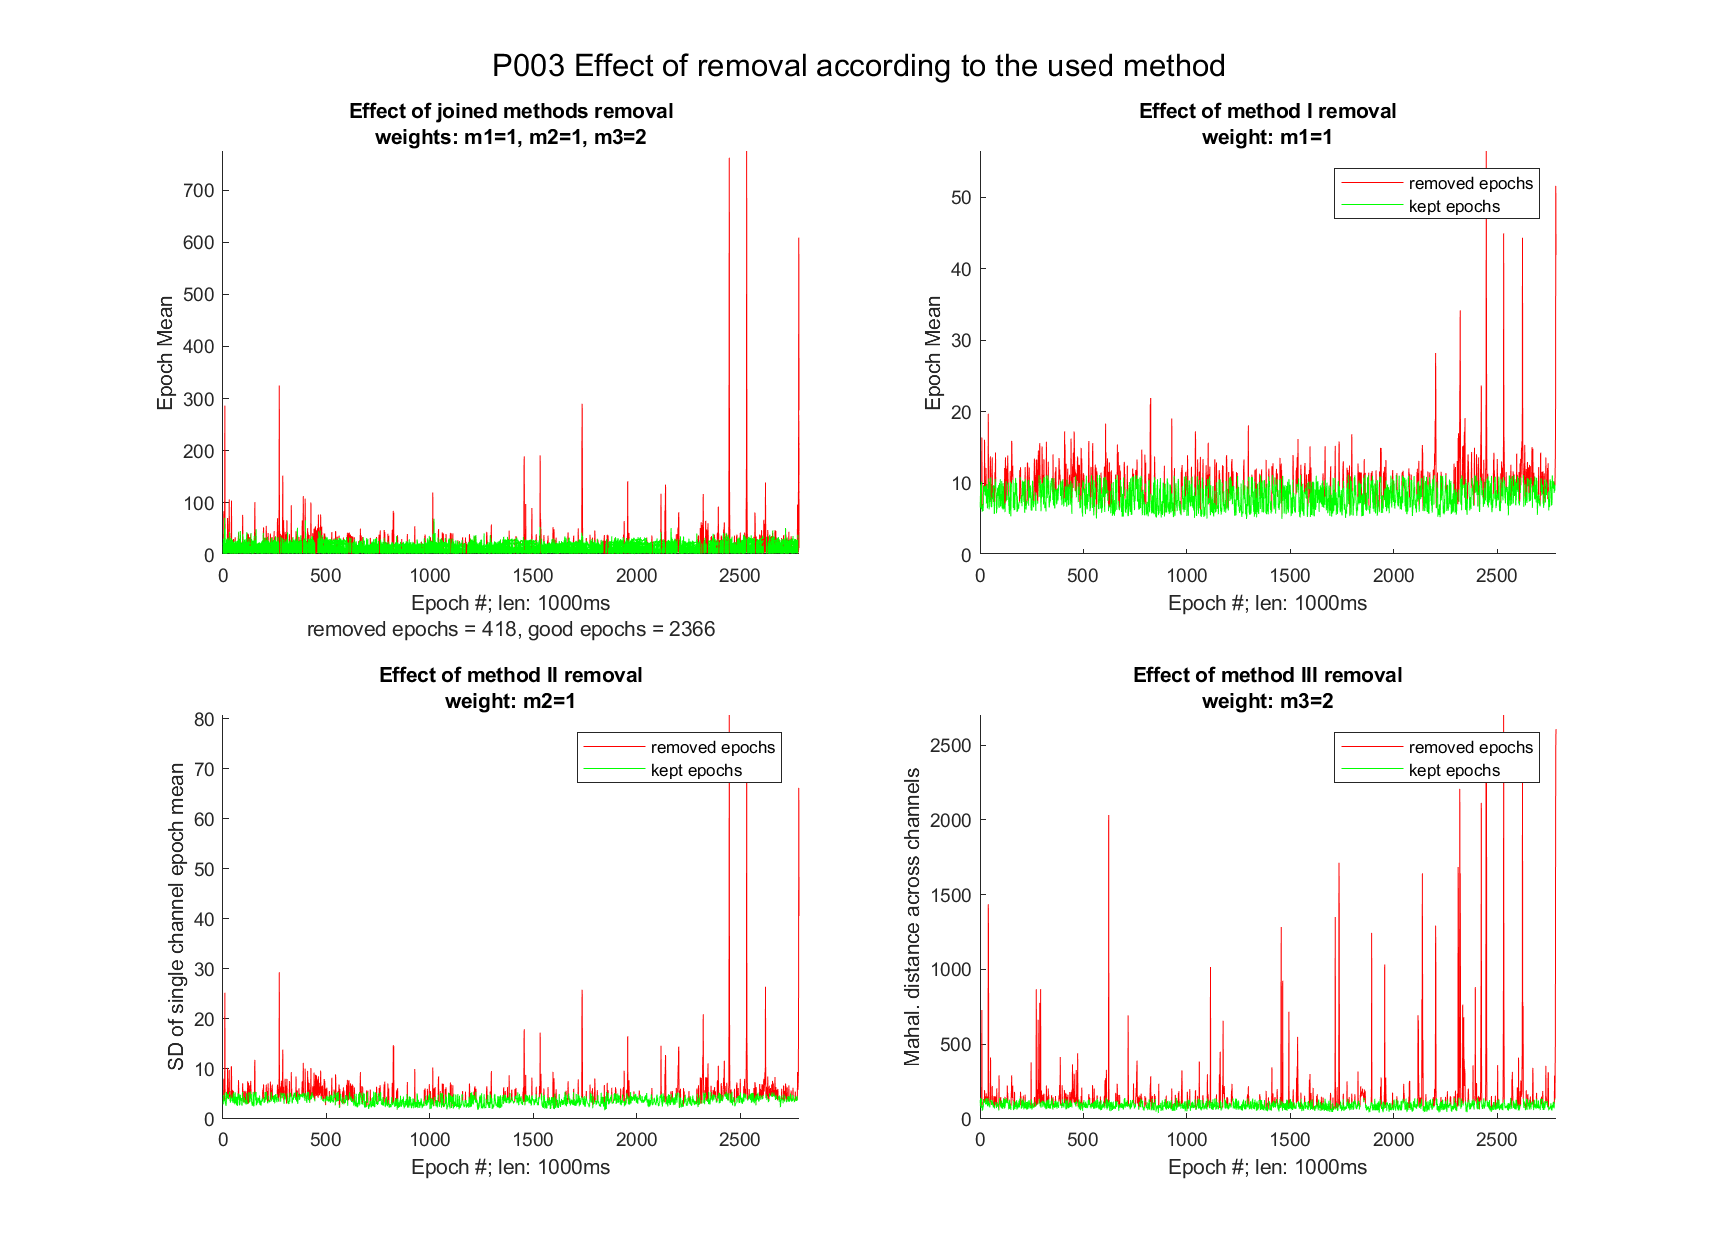 P003 Effect of removal according to the used method
Effect of joined methods removal
weights: m1=1, m2=1, m3=2
Epoch Mean
700
600
500
400
300
200
100
0
0 500 1000 1500 2000 2500
Epoch #; len: 1000ms
removed epochs = 418, good epochs = 2366
Effect of method I removal
weight: m1=1
removed epochs
kept epochs
Epoch Mean
50
40
30
20
10
0
0 500 1000 1500 2000 2500
Epoch #; len: 1000ms
Effect of method II removal
weight: m2=1
removed epochs
kept epochs
SD of single channel epoch mean
80
70
60
50
40
30
20
10
0
0 500 1000 1500 2000 2500
Epoch #; len: 1000ms
Effect of method III removal
weight: m3=2
removed epochs
kept epochs
Mahal. distance across channels
2500
2000
1500
1000
500
0
0 500 1000 1500 2000 2500
Epoch #; len: 1000ms